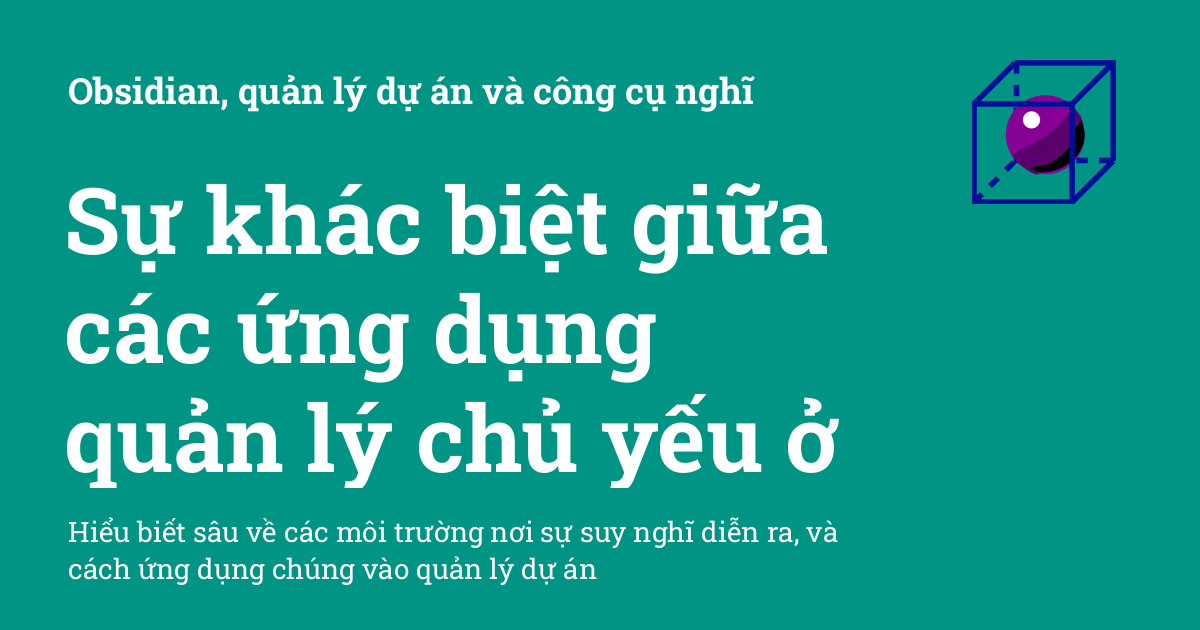 Obsidian, quản lý dự án và công cụ nghĩ
Sự khác biệt giữa
các ứng dụng
quản lý chủ yếu ở
Hiểu biết sâu về các môi trường nơi sự suy nghĩ diễn ra, và
cách ứng dụng chúng vào quản lý dự án